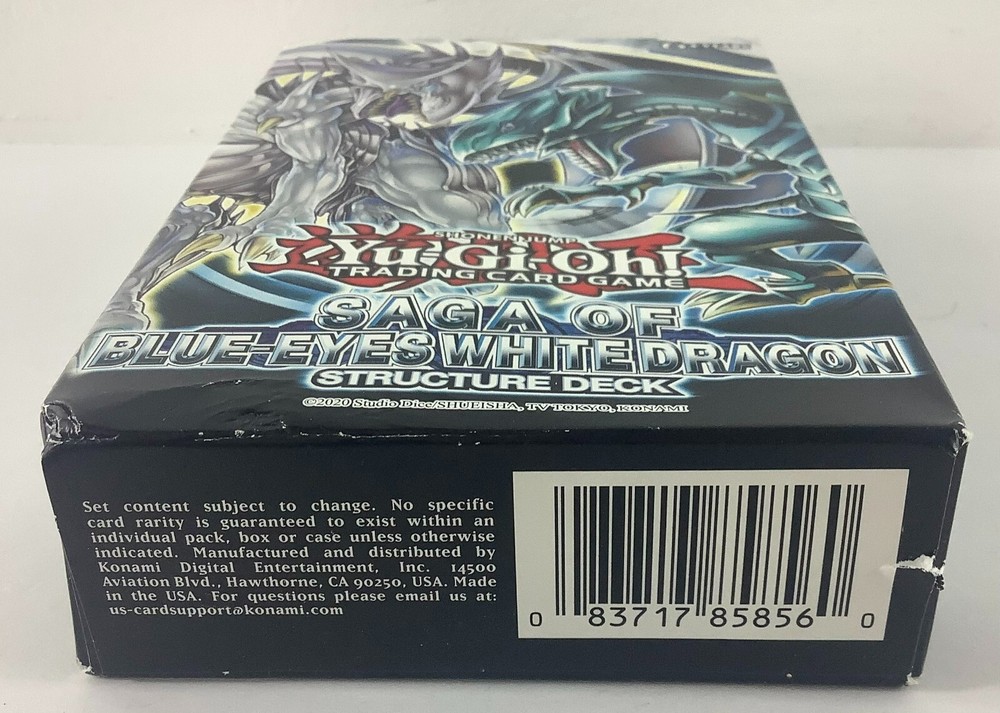 SHONEN JUMP
Yu-Gi-Oh!
TRADING CARD GAME
SAGA OF
BLUE-EYES WHITE DRAGON
STRUCTURE DECK
©2020 Studio Dice/SHUEISHA, TV TOKYO, KONAMI
Set content subject to change. No specific
card rarity is guaranteed to exist within an
individual pack, box or case unless otherwise
indicated. Manufactured and distributed by
Konami Digital Entertainment, Inc. 14500
Aviation Blvd., Hawthorne, CA 90250, USA. Made
in the USA. For questions please email us at:
us-cardsupport@konami.com
0 83717 85856 0